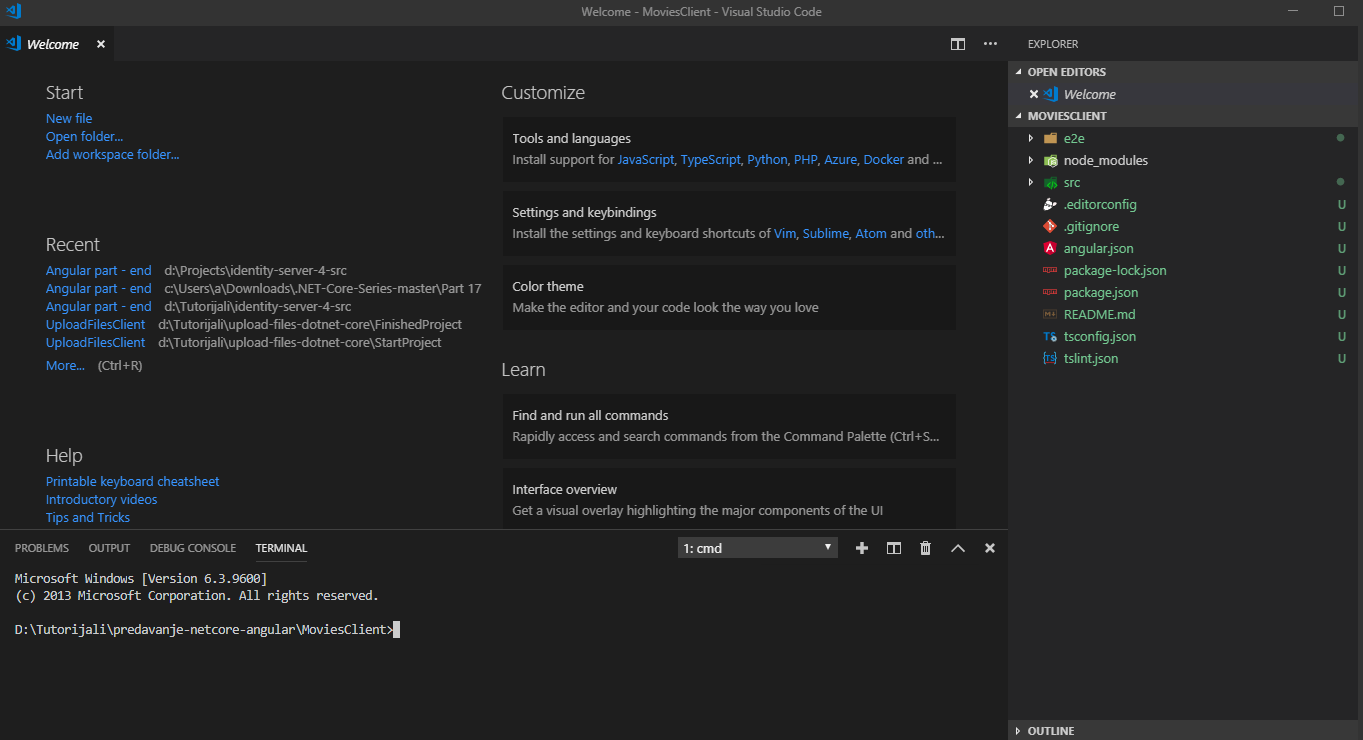 Welcome - MoviesClient - Visual Studio Code
Welcome
Start
New file
Open folder...
Add workspace folder...
Recent
Angular part - end d:\Projects\identity-server-4-src
Angular part - end c:\Users\a\Downloads\.NET-Core-Series-master\Part 17
Angular part - end d:\Tutorijali\identity-server-4-src
UploadFilesClient d:\Tutorijali\upload-files-dotnet-core\FinishedProject
UploadFilesClient d:\Tutorijali\upload-files-dotnet-core\StartProject
More... (Ctrl+R)
Help
Printable keyboard cheatsheet
Introductory videos
Tips and Tricks
Customize
Tools and languages
Install support for JavaScript, TypeScript, Python, PHP, Azure, Docker and ...
Settings and keybindings
Install the settings and keyboard shortcuts of Vim, Sublime, Atom and oth...
Color theme
Make the editor and your code look the way you love
Learn
Find and run all commands
Rapidly access and search commands from the Command Palette (Ctrl+S...
Interface overview
Get a visual overlay highlighting the major components of the UI
PROBLEMS OUTPUT DEBUG CONSOLE TERMINAL
1: cmd
Microsoft Windows [Version 6.3.9600]
(c) 2013 Microsoft Corporation. All rights reserved.
D:\Tutorijali\predavanje-netcore-angular\MoviesClient>
EXPLORER
OPEN EDITORS
Welcome
MOVIESCLIENT
e2e
node_modules
src
.editorconfig U
.gitignore U
angular.json U
package-lock.json U
package.json U
README.md U
tsconfig.json U
tslint.json U
OUTLINE